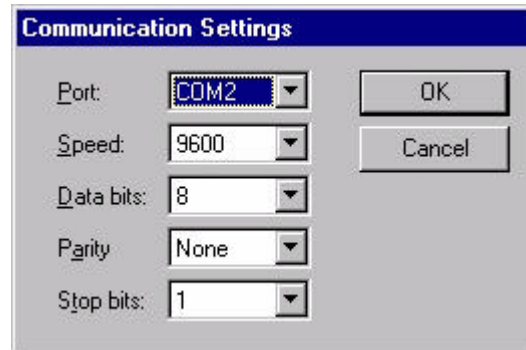 Communication Settings
Port: COM2 OK
Speed: 9600 Cancel
Data bits: 8
Parity None
Stop bits: 1